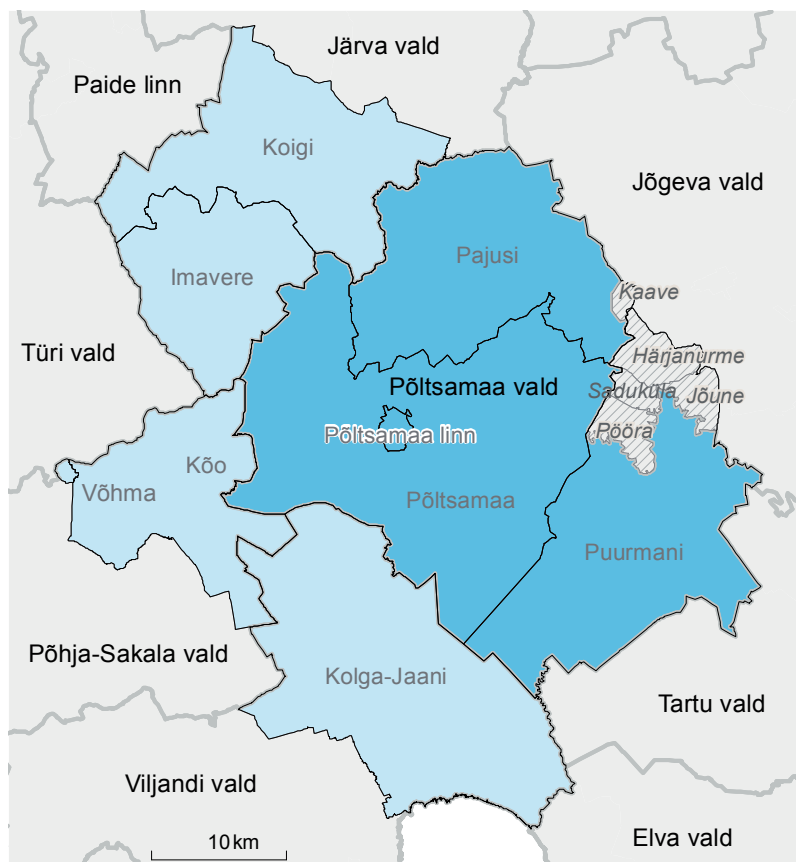 Järva vald
Paide linn
Koigi
Jõgeva vald
Pajusi
Imavere
Kaave
Türi vald
Härjanurme
Põltsamaa vald
Saduküla
Jõune
Põltsamaa linn
Pööra
Kõo
Võhma
Põltsamaa
Puurmani
Põhja-Sakala vald
Kolga-Jaani
Tartu vald
Viljandi vald
10 km
Elva vald